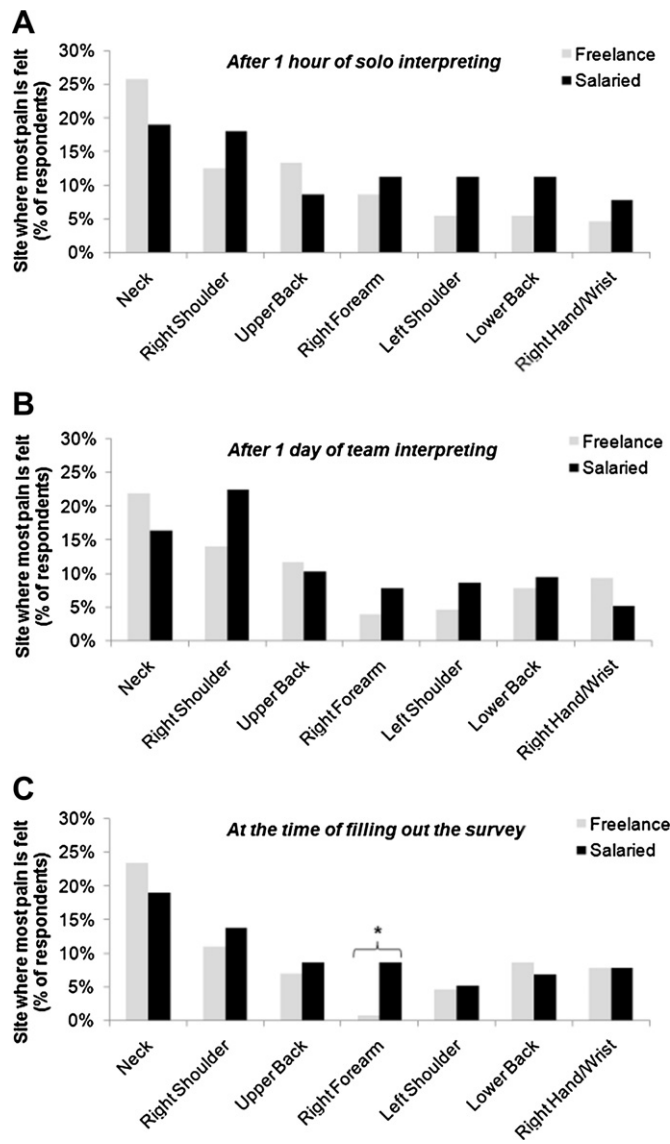 A
After 1 hour of solo interpreting
Freelance
Salaried
Site where most pain is felt
(% of respondents)
30%
25%
20%
15%
10%
5%
0%
Neck
Right Shoulder
Upper Back
Right Forearm
Left Shoulder
Lower Back
Right Hand/Wrist
B
After 1 day of team interpreting
Freelance
Salaried
Site where most pain is felt
(% of respondents)
30%
25%
20%
15%
10%
5%
0%
Neck
Right Shoulder
Upper Back
Right Forearm
Left Shoulder
Lower Back
Right Hand/Wrist
C
At the time of filling out the survey
Freelance
Salaried
Site where most pain is felt
(% of respondents)
30%
25%
20%
15%
10%
5%
0%
*
Neck
Right Shoulder
Upper Back
Right Forearm
Left Shoulder
Lower Back
Right Hand/Wrist